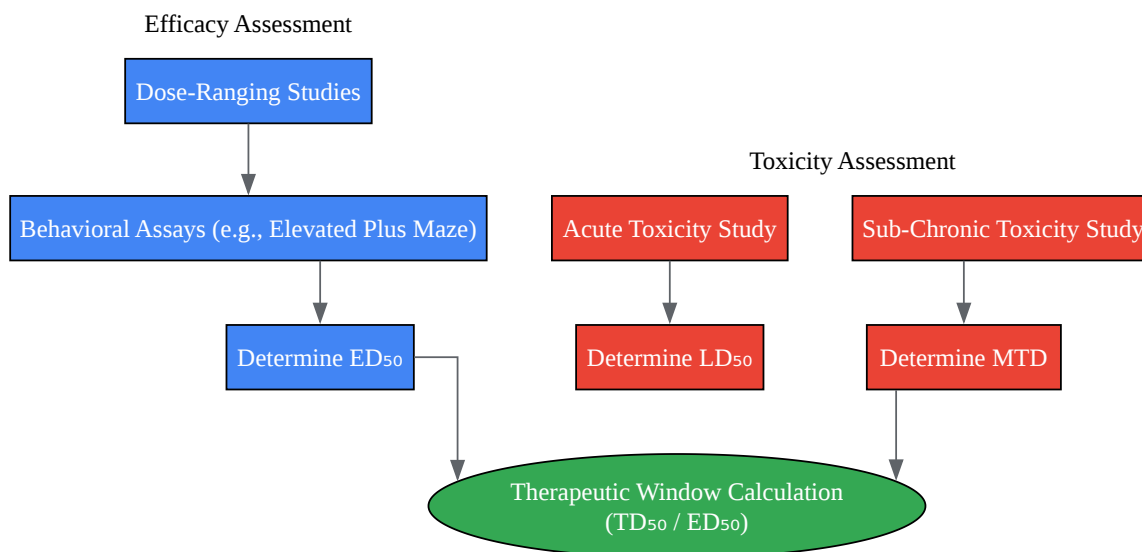 Efficacy Assessment
Dose-Ranging Studies
Toxicity Assessment
Behavioral Assays (e.g., Elevated Plus Maze)
Acute Toxicity Study
Sub-Chronic Toxicity Study
Determine ED₅₀
Determine LD₅₀
Determine MTD
Therapeutic Window Calculation
(TD₅₀ / ED₅₀)